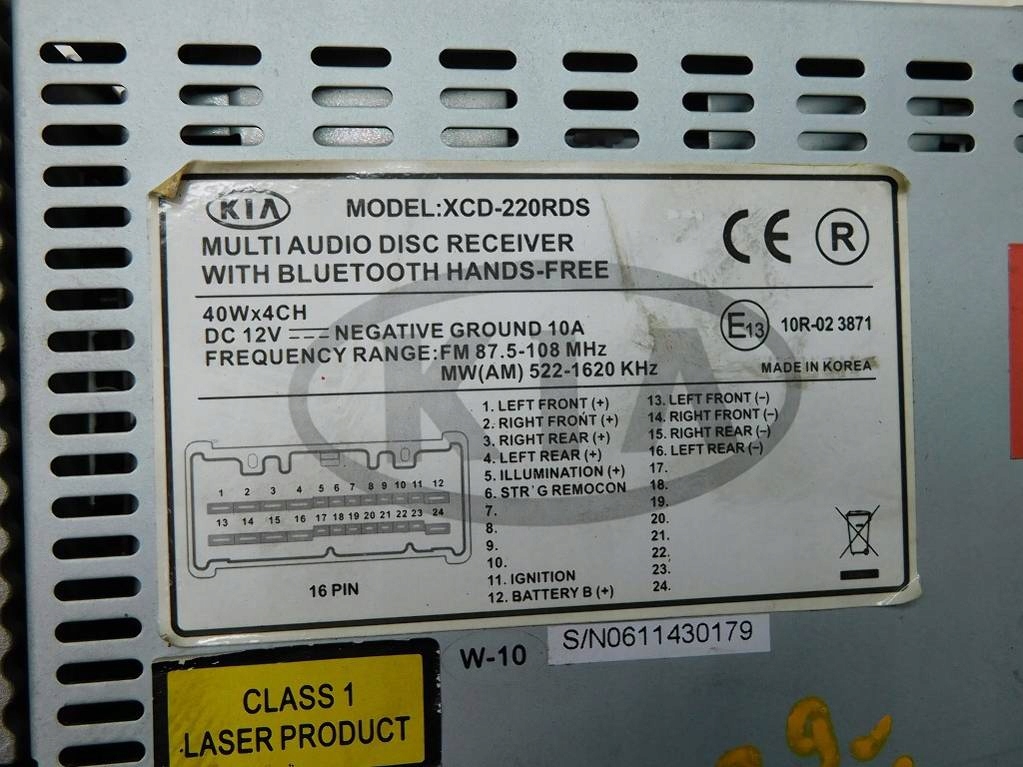 KIA MODEL:XCD-220RDS
MULTI AUDIO DISC RECEIVER
WITH BLUETOOTH HANDS-FREE
CE R
40Wx4CH
DC 12V NEGATIVE GROUND 10A
FREQUENCY RANGE:FM 87.5-108 MHz
MW(AM) 522-1620 KHz
E13 10R-02 3871
MADE IN KOREA
KIA
1 2 3 4 5 6 7 8 9 10 11 12
13 14 15 16 17 18 19 20 21 22 23 24
16 PIN
1. LEFT FRONT (+)
2. RIGHT FRONT (+)
3. RIGHT REAR (+)
4. LEFT REAR (+)
5. ILLUMINATION (+)
6. STR'G REMOCON
7.
8.
9.
10.
11. IGNITION
12. BATTERY B (+)
13. LEFT FRONT (-)
14. RIGHT FRONT (-)
15. RIGHT REAR (-)
16. LEFT REAR (-)
17.
18.
19.
20.
21.
22.
23.
24.
W-10
S/N0611430179
CLASS 1
LASER PRODUCT